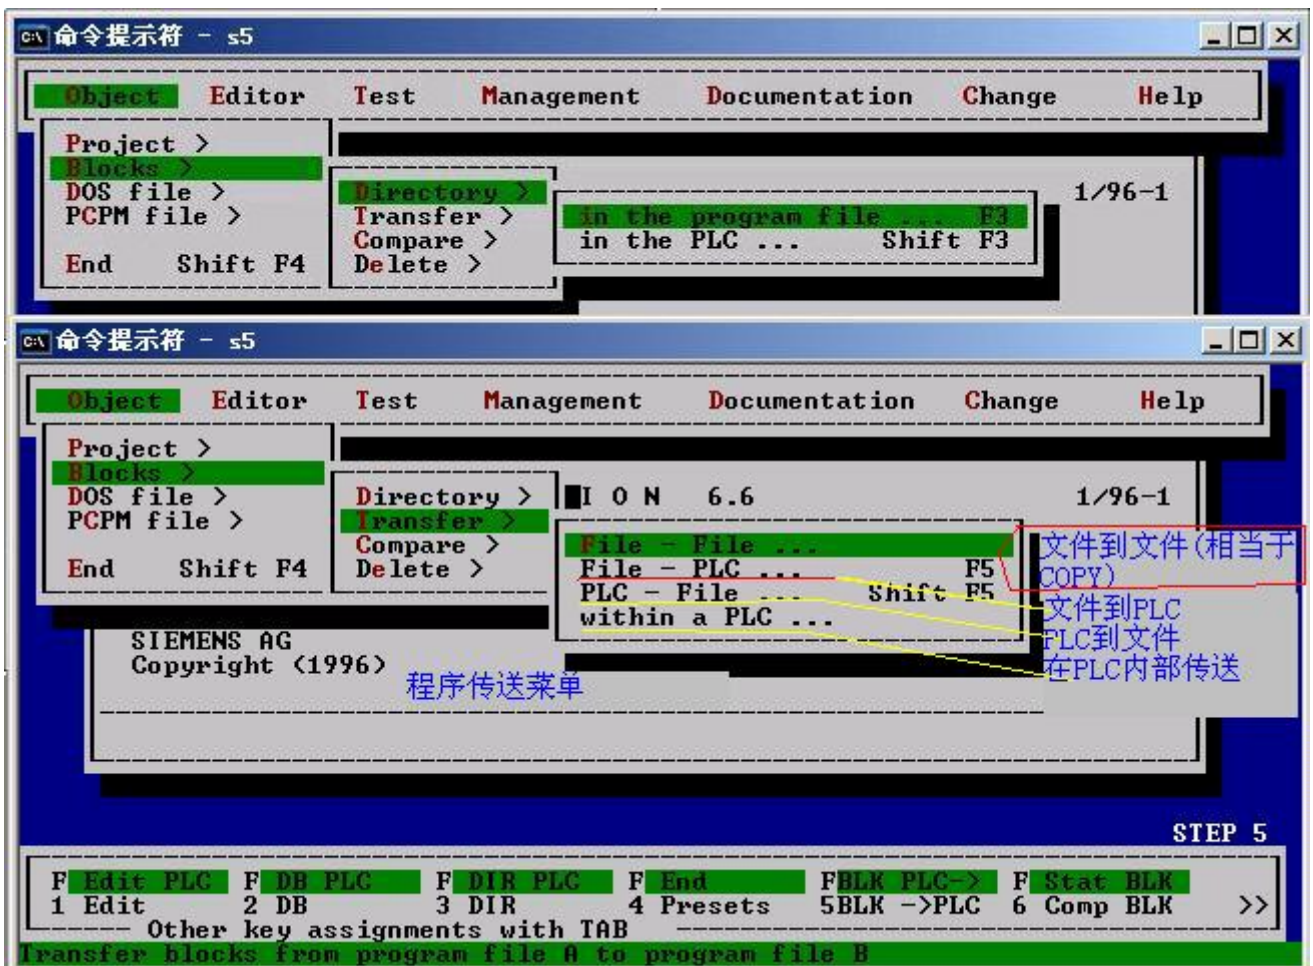 命令提示符 - s5
Object Editor Test Management Documentation Change Help
Project >
Blocks >
DOS file > Directory > 1/96-1
PCPM file > Transfer > in the program file ... F3
Compare > in the PLC ... Shift F3
End Shift F4 Delete >
命令提示符 - s5
Object Editor Test Management Documentation Change Help
Project >
Blocks >
DOS file > Directory > I O N 6.6 1/96-1
PCPM file > Transfer >
Compare > File - File ... 文件到文件(相当于
End Shift F4 Delete > File - PLC ... F5 COPY)
PLC - File ... Shift F5 文件到PLC
within a PLC ... PLC到文件
SIEMENS AG 在PLC内部传送
Copyright (1996) 程序传送菜单
STEP 5
F Edit PLC F DB PLC F DIR PLC F End FBLK PLC-> F Stat BLK
1 Edit 2 DB 3 DIR 4 Presets 5BLK ->PLC 6 Comp BLK >>
Other key assignments with TAB
Transfer blocks from program file A to program file B